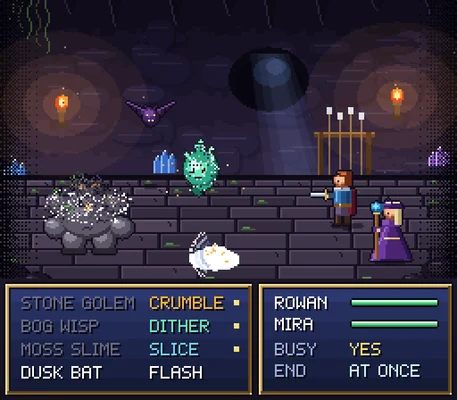 STONE GOLEM CRUMBLE
BOG WISP DITHER
MOSS SLIME SLICE
DUSK BAT FLASH
ROWAN
MIRA
BUSY YES
END AT ONCE